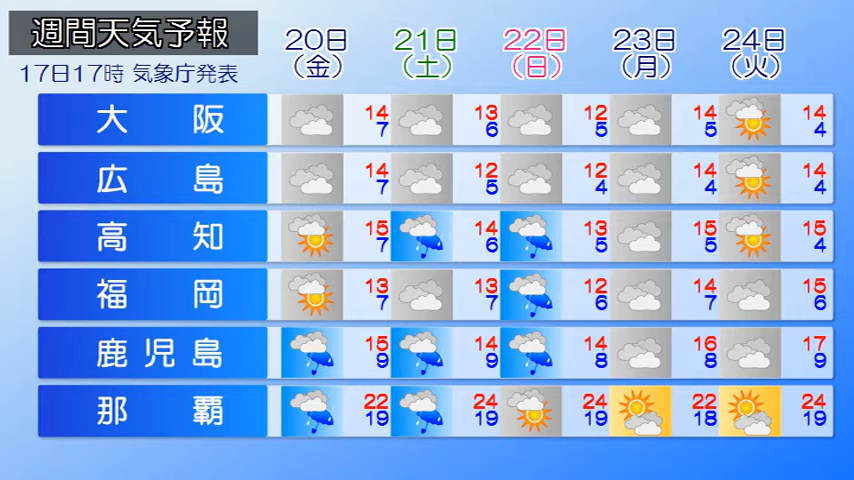 週間天気予報
17日17時 気象庁発表
20日 21日 22日 23日 24日
(金) (土) (日) (月) (火)
大阪 14 7 13 6 12 5 14 5 14 4
広島 14 7 12 5 12 4 14 4 14 4
高知 15 7 14 6 13 5 15 5 15 4
福岡 13 7 13 7 12 6 14 7 15 6
鹿児島 15 9 14 9 14 8 16 8 17 9
那覇 22 19 24 19 24 19 22 18 24 19